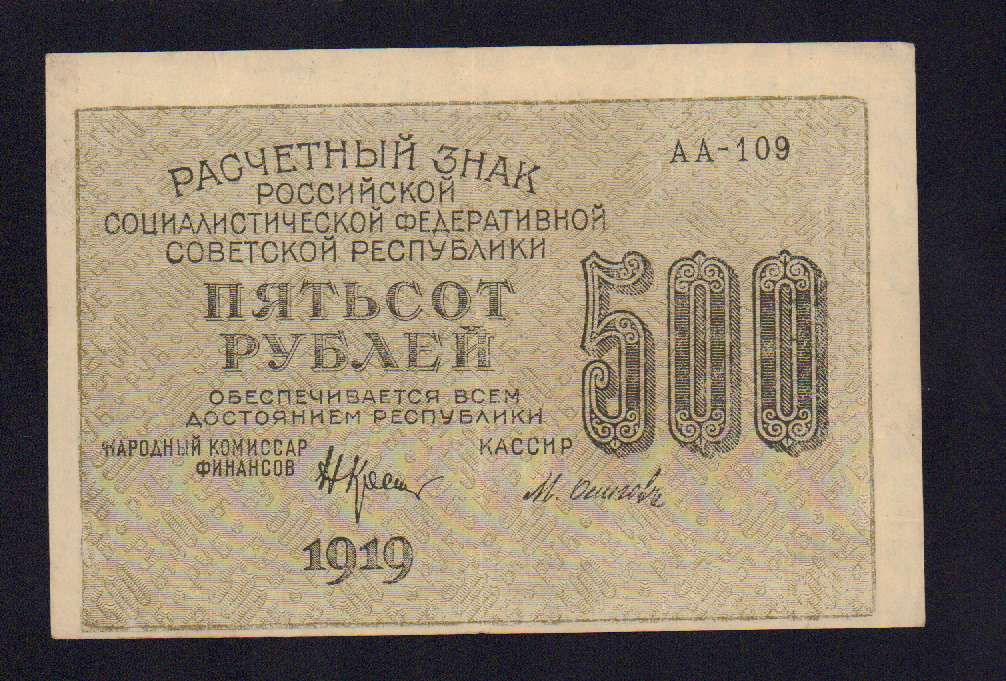 РАСЧЕТНЫЙ ЗНАК
РОССИЙСКОЙ
СОЦИАЛИСТИЧЕСКОЙ ФЕДЕРАТИВНОЙ
СОВЕТСКОЙ РЕСПУБЛИКИ
АА-109
ПЯТЬСОТ
РУБЛЕЙ
500
ОБЕСПЕЧИВАЕТСЯ ВСЕМ
ДОСТОЯНИЕМ РЕСПУБЛИКИ
НАРОДНЫЙ КОМИССАР
ФИНАНСОВ
КАССИР
М. Осиповъ
1919